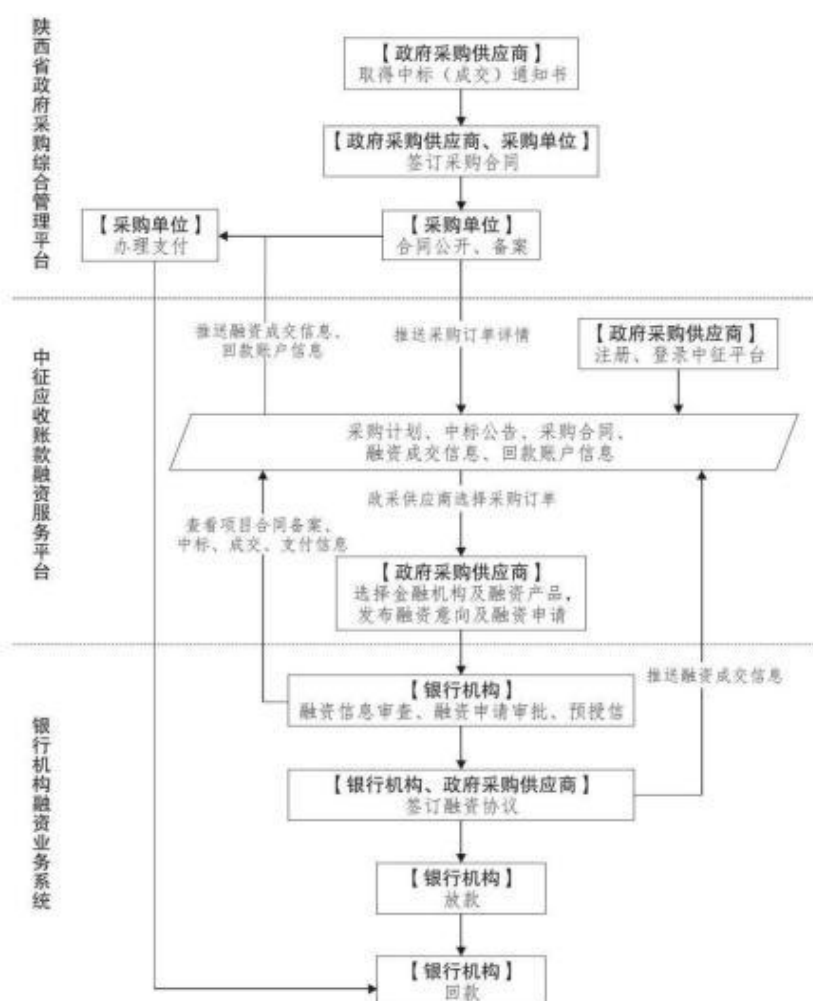 陕西省政府采购综合管理平台
【政府采购供应商】
取得中标（成交）通知书
【政府采购供应商、采购单位】
签订采购合同
【采购单位】
办理支付
【采购单位】
合同公开、备案
中征应收账款融资服务平台
推送融资成交信息、
回款账户信息
推送采购订单详情
【政府采购供应商】
注册、登录中征平台
采购计划、中标公告、采购合同、
融资成交信息、回款账户信息
政采供应商选择采购订单
查看项目合同备案、
中标、成交、支付信息
【政府采购供应商】
选择金融机构及融资产品，
发布融资意向及融资申请
银行机构融资业务系统
【银行机构】
融资信息审查、融资申请审批、预授信
推送融资成交信息
【银行机构、政府采购供应商】
签订融资协议
【银行机构】
放款
【银行机构】
回款